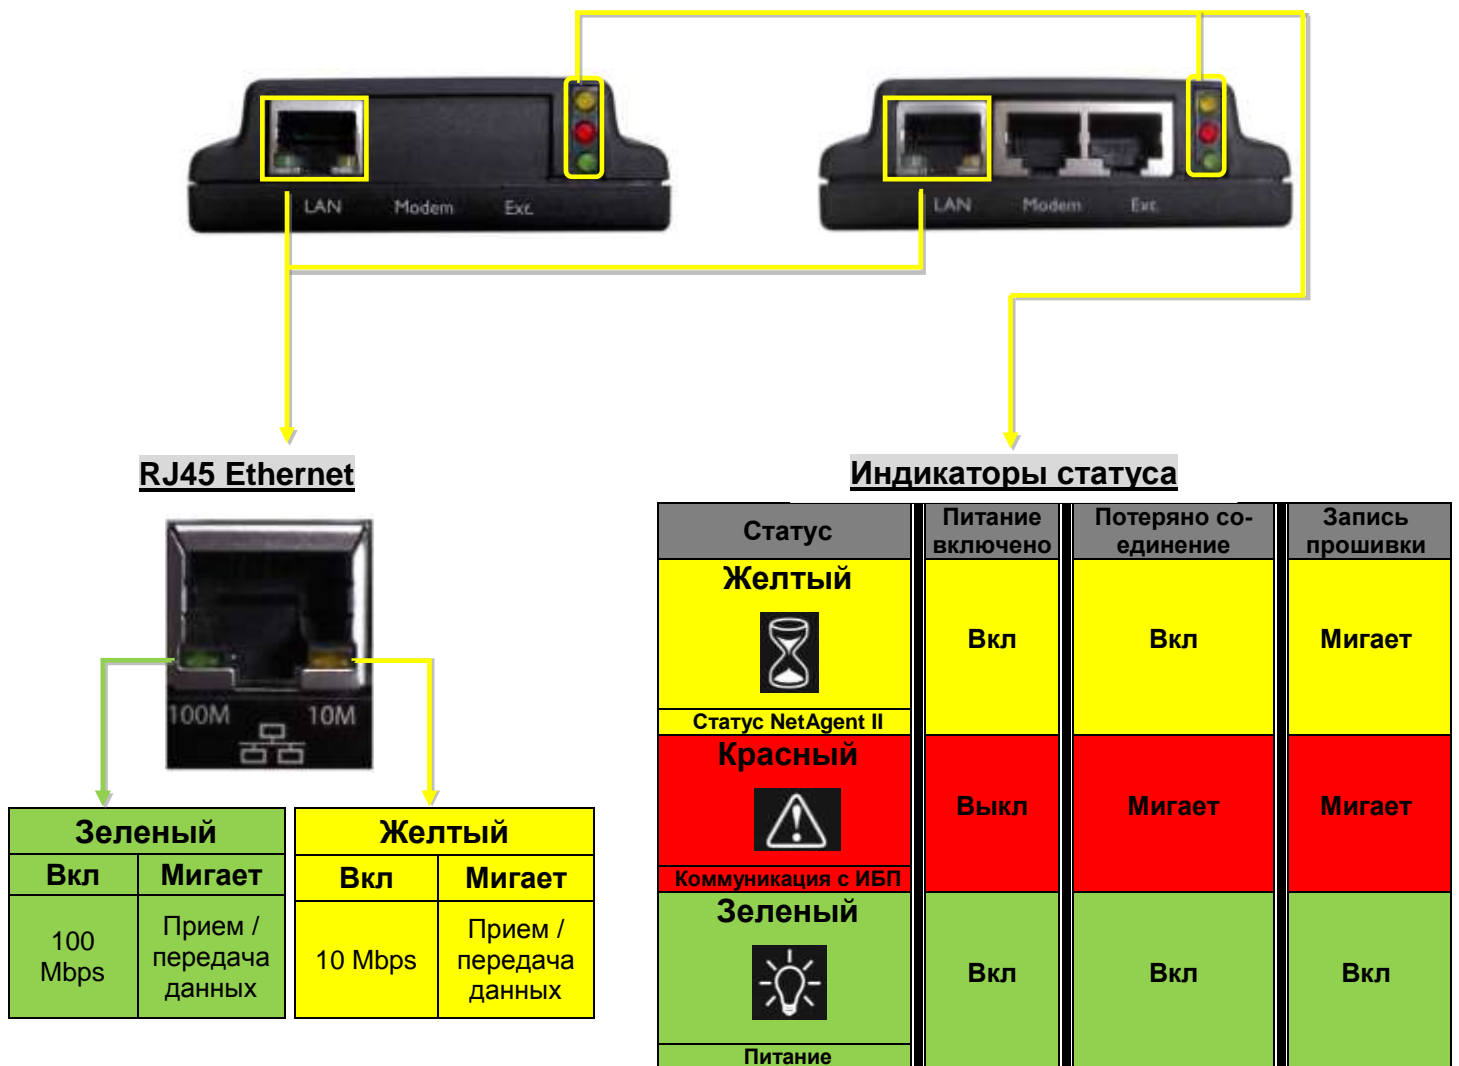 LAN Modem Ext.
LAN Modem Ext.
RJ45 Ethernet
100M 10M
Зеленый
Вкл Мигает
100
Mbps
Прием /
передача
данных
Желтый
Вкл Мигает
10 Mbps
Прием /
передача
данных
Индикаторы статуса
Статус
Питание
включено
Потеряно со-
единение
Запись
прошивки
Желтый
Статус NetAgent II
Вкл
Вкл
Мигает
Красный
Коммуникация с ИБП
Выкл
Мигает
Мигает
Зеленый
Питание
Вкл
Вкл
Вкл